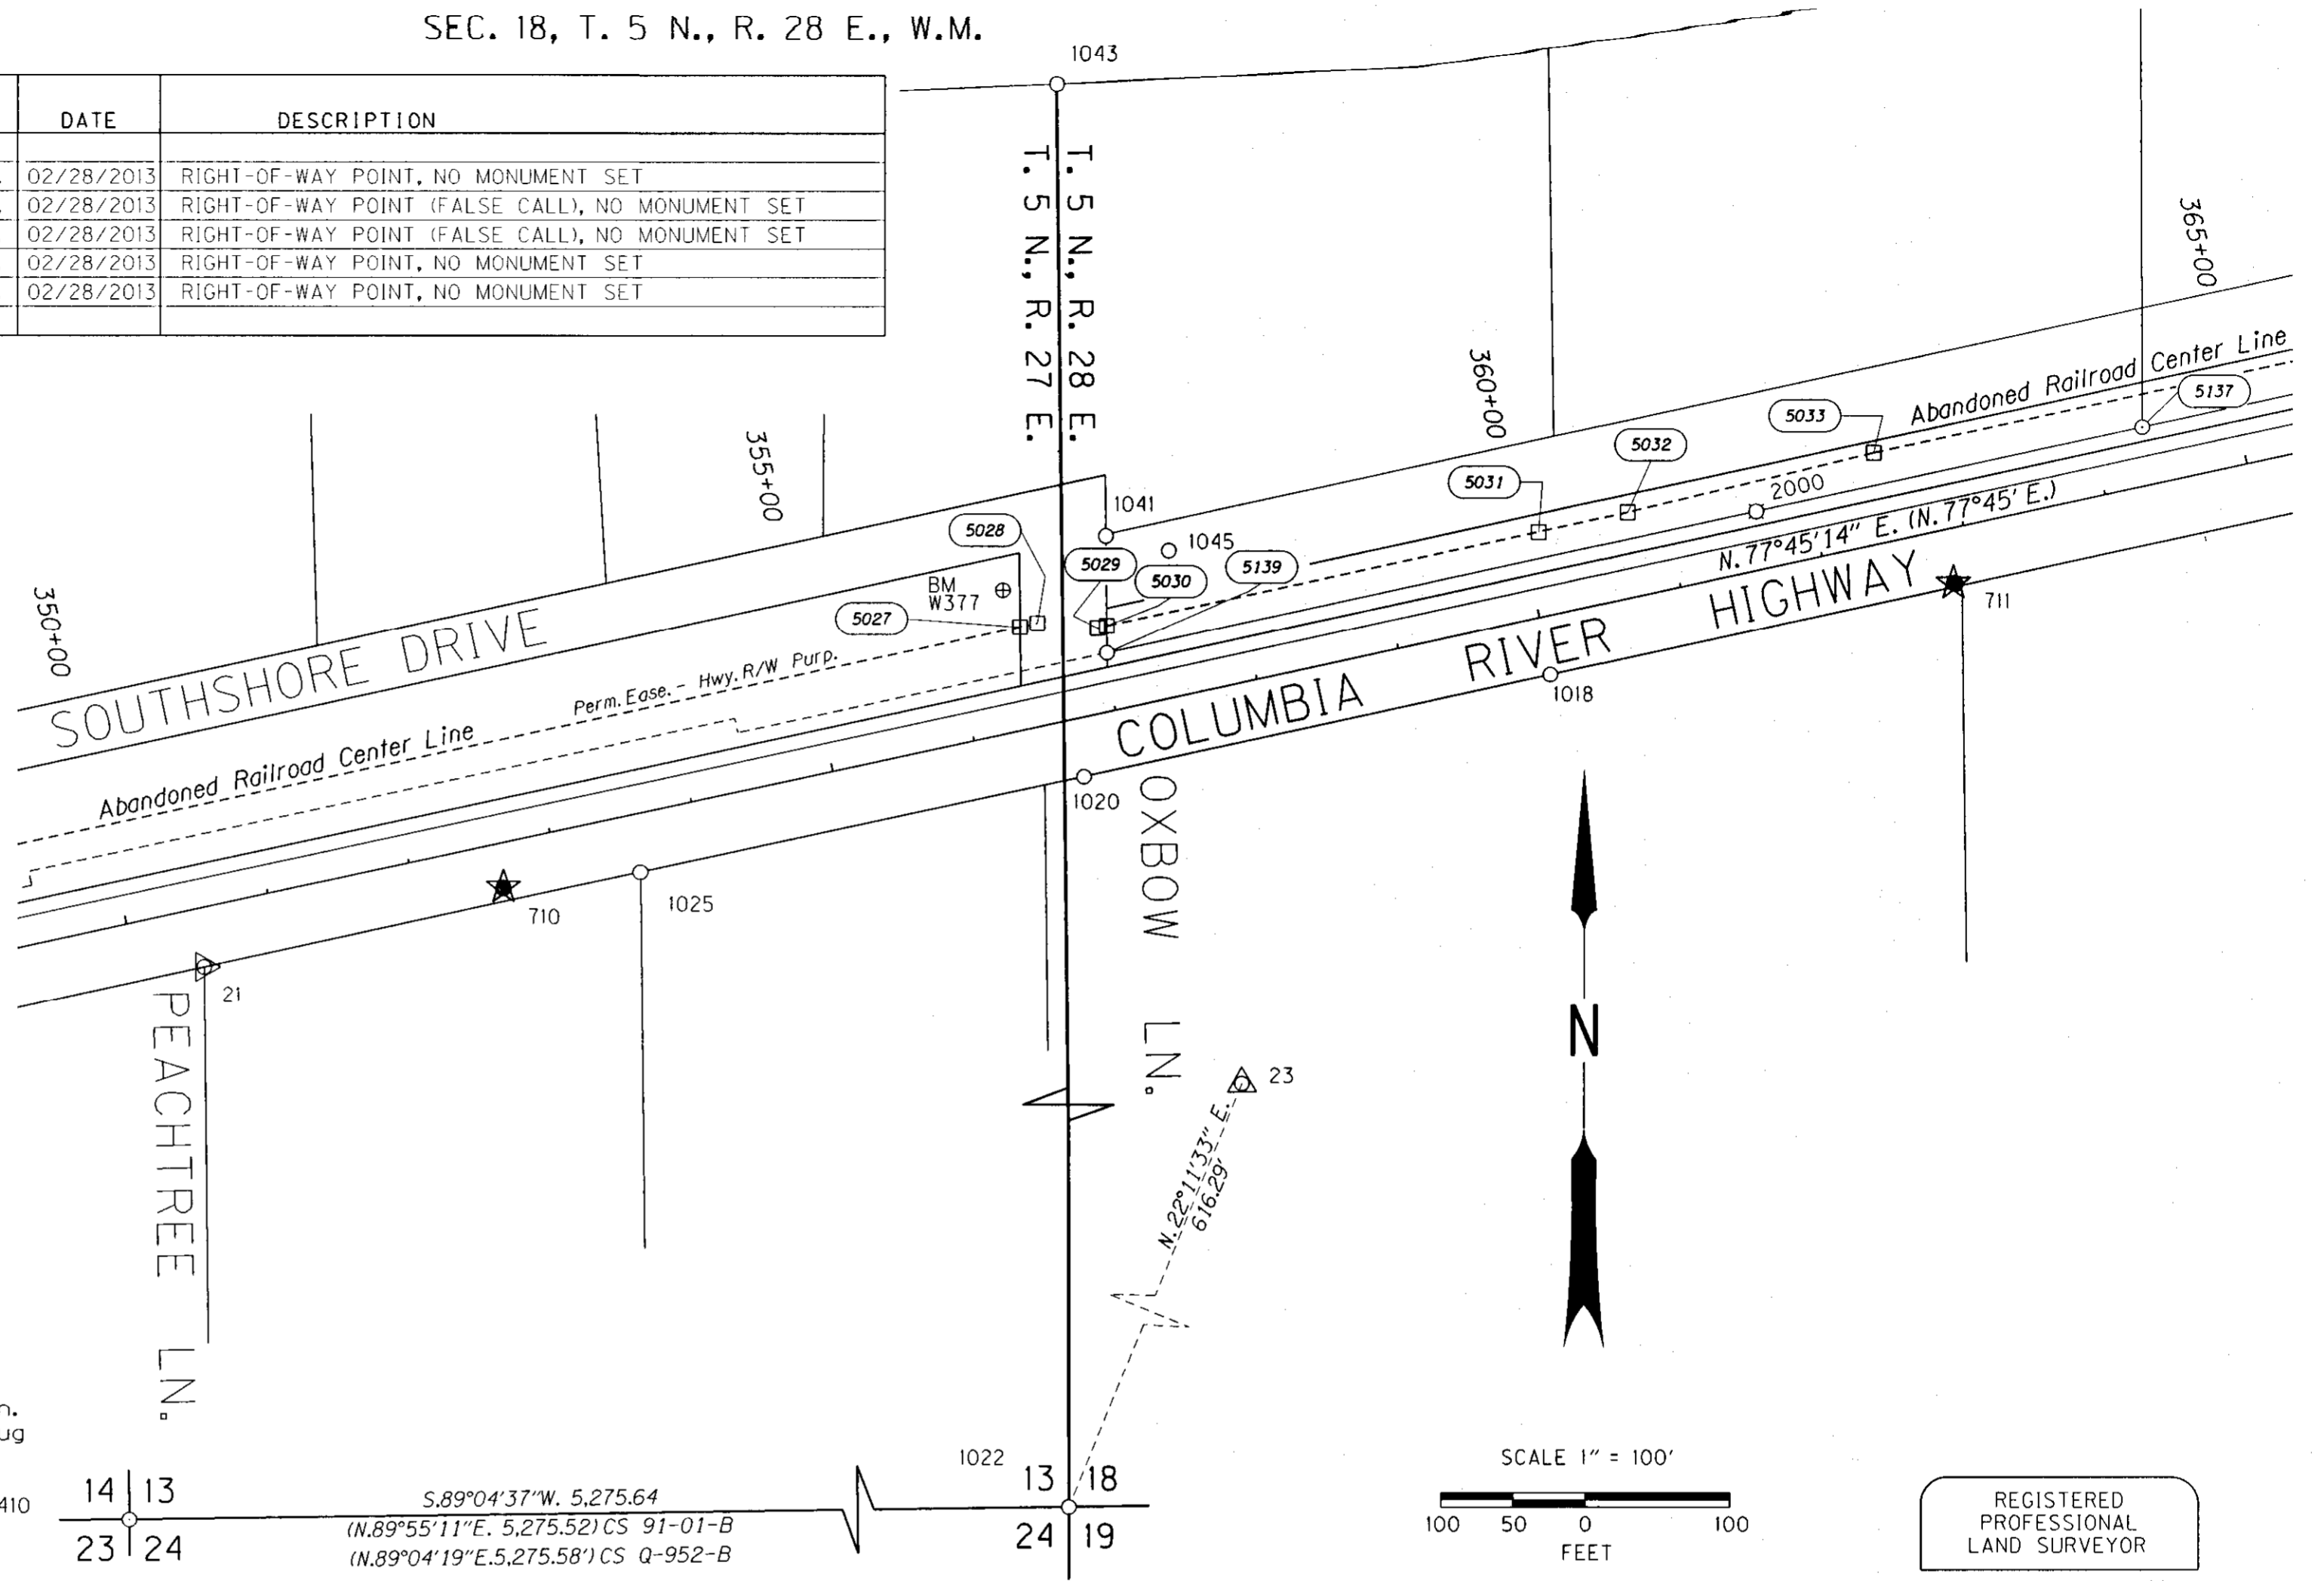 SEC. 18, T. 5 N., R. 28 E., W.M.
DATE DESCRIPTION
02/28/2013 RIGHT-OF-WAY POINT, NO MONUMENT SET
02/28/2013 RIGHT-OF-WAY POINT (FALSE CALL), NO MONUMENT SET
02/28/2013 RIGHT-OF-WAY POINT (FALSE CALL), NO MONUMENT SET
02/28/2013 RIGHT-OF-WAY POINT, NO MONUMENT SET
02/28/2013 RIGHT-OF-WAY POINT, NO MONUMENT SET
1043
T. 5 N., R. 28 E.
T. 5 N., R. 27 E.
365+00
360+00
355+00
350+00
Abandoned Railroad Center Line
5137
5033
5032
5031
2000
1041
1045
5028
5029
5030
5139
BM
W377
5027
N.77°45'14" E. (N.77°45' E.)
COLUMBIA RIVER HIGHWAY
711
1018
SOUTHSHORE DRIVE
Perm. Ease. - Hwy. R/W Purp.
Abandoned Railroad Center Line
1020
OXBOW LN.
710
1025
21
PEACHTREE LN.
N
23
N.22°11'33" E.
616.29'
n.
ug
410
1022
14 13
23 24
S.89°04'37"W. 5,275.64
(N.89°55'11"E. 5,275.52) CS 91-01-B
(N.89°04'19"E.5,275.58') CS Q-952-B
13 18
24 19
SCALE 1" = 100'
100 50 0 100
FEET
REGISTERED
PROFESSIONAL
LAND SURVEYOR